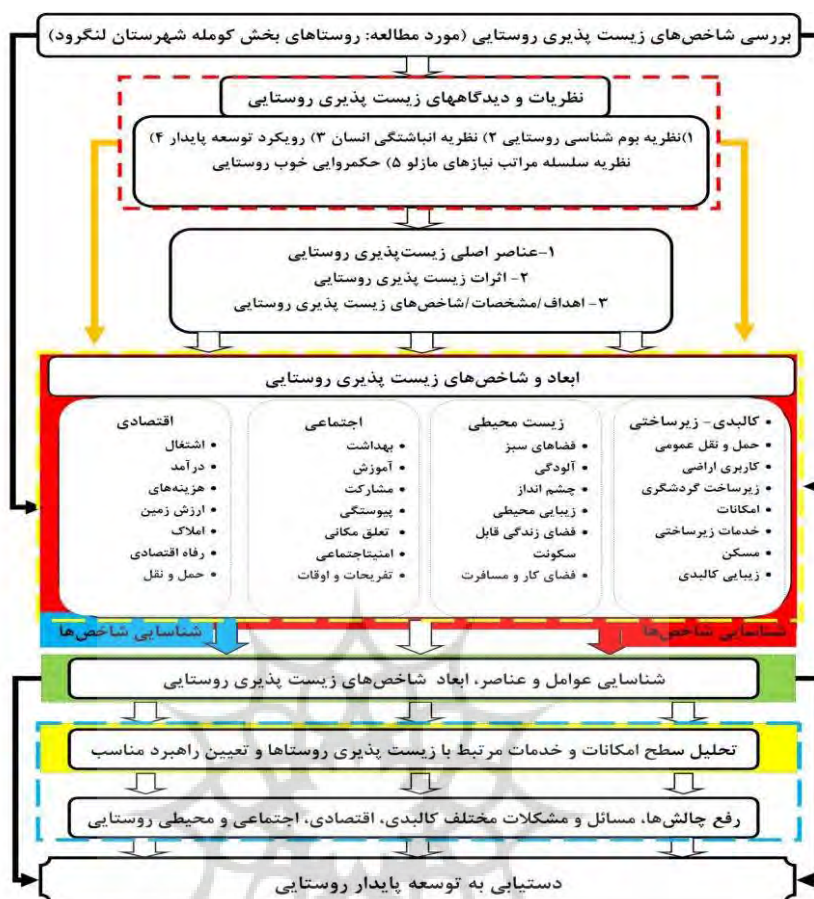 بررسی شاخص‌های زیست پذیری روستایی (مورد مطالعه: روستاهای بخش کومله شهرستان لنگرود)
نظریات و دیدگاههای زیست پذیری روستایی
۱)نظریه بوم شناسی روستایی ۲) نظریه انباشتگی انسان ۳) رویکرد توسعه پایدار ۴)
نظریه سلسله مراتب نیازهای مازلو ۵) حکمروایی خوب روستایی
۱-عناصر اصلی زیست‌پذیری روستایی
۲- اثرات زیست پذیری روستایی
۳- اهداف/مشخصات/شاخص‌های زیست پذیری روستایی
ابعاد و شاخص‌های زیست پذیری روستایی
• کالبدی- زیرساختی
• حمل و نقل عمومی
• کاربری اراضی
• زیرساخت گردشگری
• امکانات
• خدمات زیرساختی
• مسکن
• زیبایی کالبدی
زیست محیطی
• فضاهای سبز
• آلودگی
• چشم انداز
• زیبایی محیطی
• فضای زندگی قابل
سکونت
• فضای کار و مسافرت
اجتماعی
• بهداشت
• آموزش
• مشارکت
• پیوستگی
• تعلق مکانی
• امنیتاجتماعی
• تفریحات و اوقات
اقتصادی
• اشتغال
• درآمد
• هزینه‌های
• ارزش زمین
• املاک
• رفاه اقتصادی
• حمل و نقل
شناسایی شاخص‌ها
شناسایی شاخص‌ها
شناسایی عوامل و عناصر، ابعاد شاخص‌های زیست پذیری روستایی
تحلیل سطح امکانات و خدمات مرتبط با زیست پذیری روستاها و تعیین راهبرد مناسب
رفع چالش‌ها، مسائل و مشکلات مختلف کالبدی، اقتصادی، اجتماعی و محیطی روستایی
دستیابی به توسعه پایدار روستایی